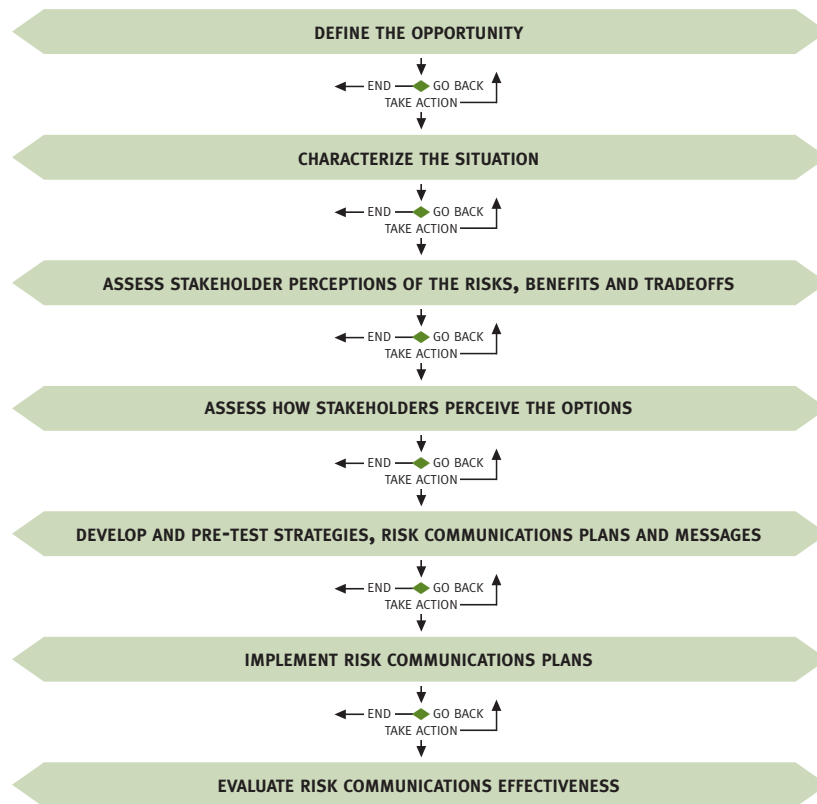 DEFINE THE OPPORTUNITY
END GO BACK
TAKE ACTION
CHARACTERIZE THE SITUATION
END GO BACK
TAKE ACTION
ASSESS STAKEHOLDER PERCEPTIONS OF THE RISKS, BENEFITS AND TRADEOFFS
END GO BACK
TAKE ACTION
ASSESS HOW STAKEHOLDERS PERCEIVE THE OPTIONS
END GO BACK
TAKE ACTION
DEVELOP AND PRE-TEST STRATEGIES, RISK COMMUNICATIONS PLANS AND MESSAGES
END GO BACK
TAKE ACTION
IMPLEMENT RISK COMMUNICATIONS PLANS
END GO BACK
TAKE ACTION
EVALUATE RISK COMMUNICATIONS EFFECTIVENESS